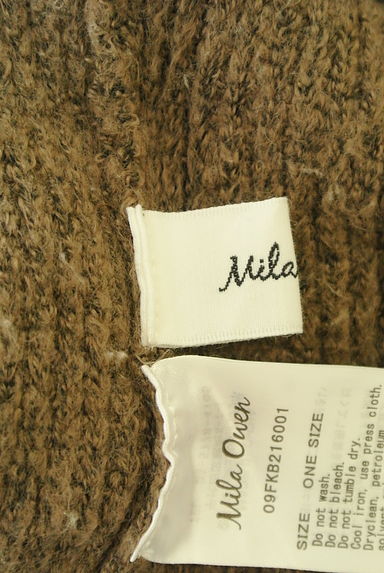 Mila
Mila Owen
09FKB216001
SIZE ONE SIZE
Do not wash.
Do not bleach.
Do not tumble dry.
Cool iron, use press cloth.
Dryclean, petroleum